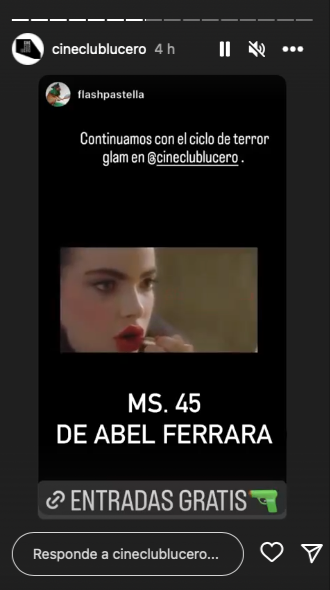 cineclublucero 4 h
flashpastella
Continuamos con el ciclo de terror
glam en @cineclublucero .
MS. 45
DE ABEL FERRARA
ENTRADAS GRATIS
Responde a cineclublucero...